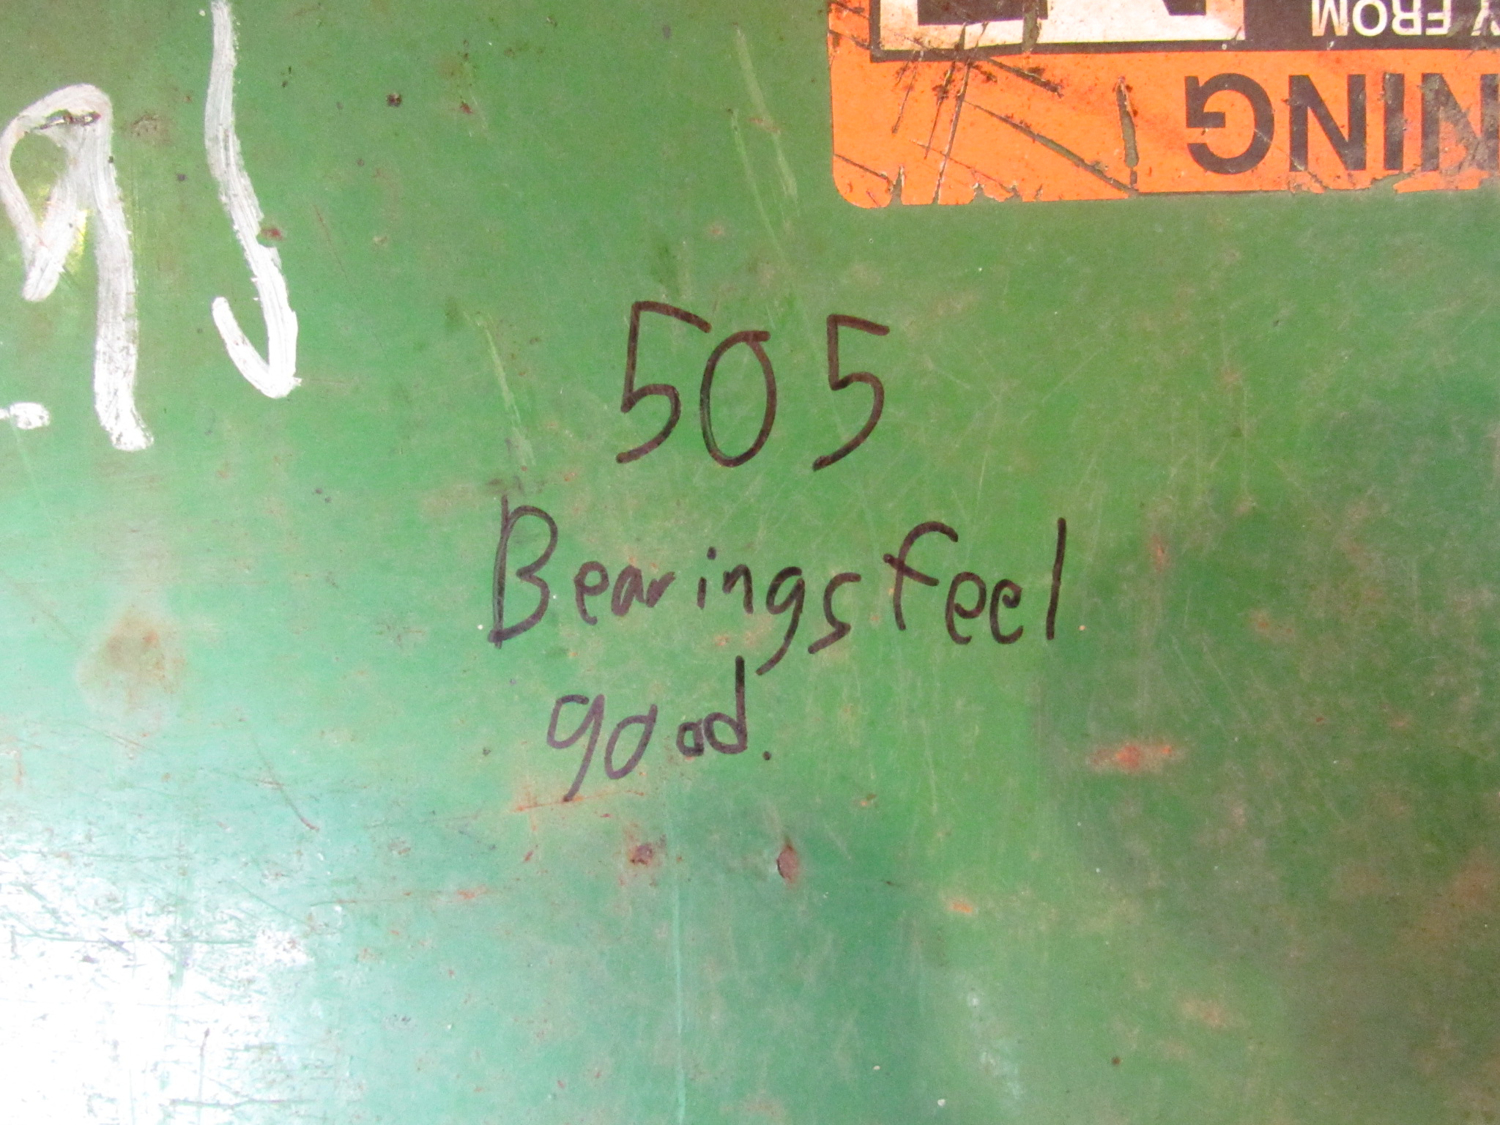 Y FROM
NING
505
Bearings feel
good.